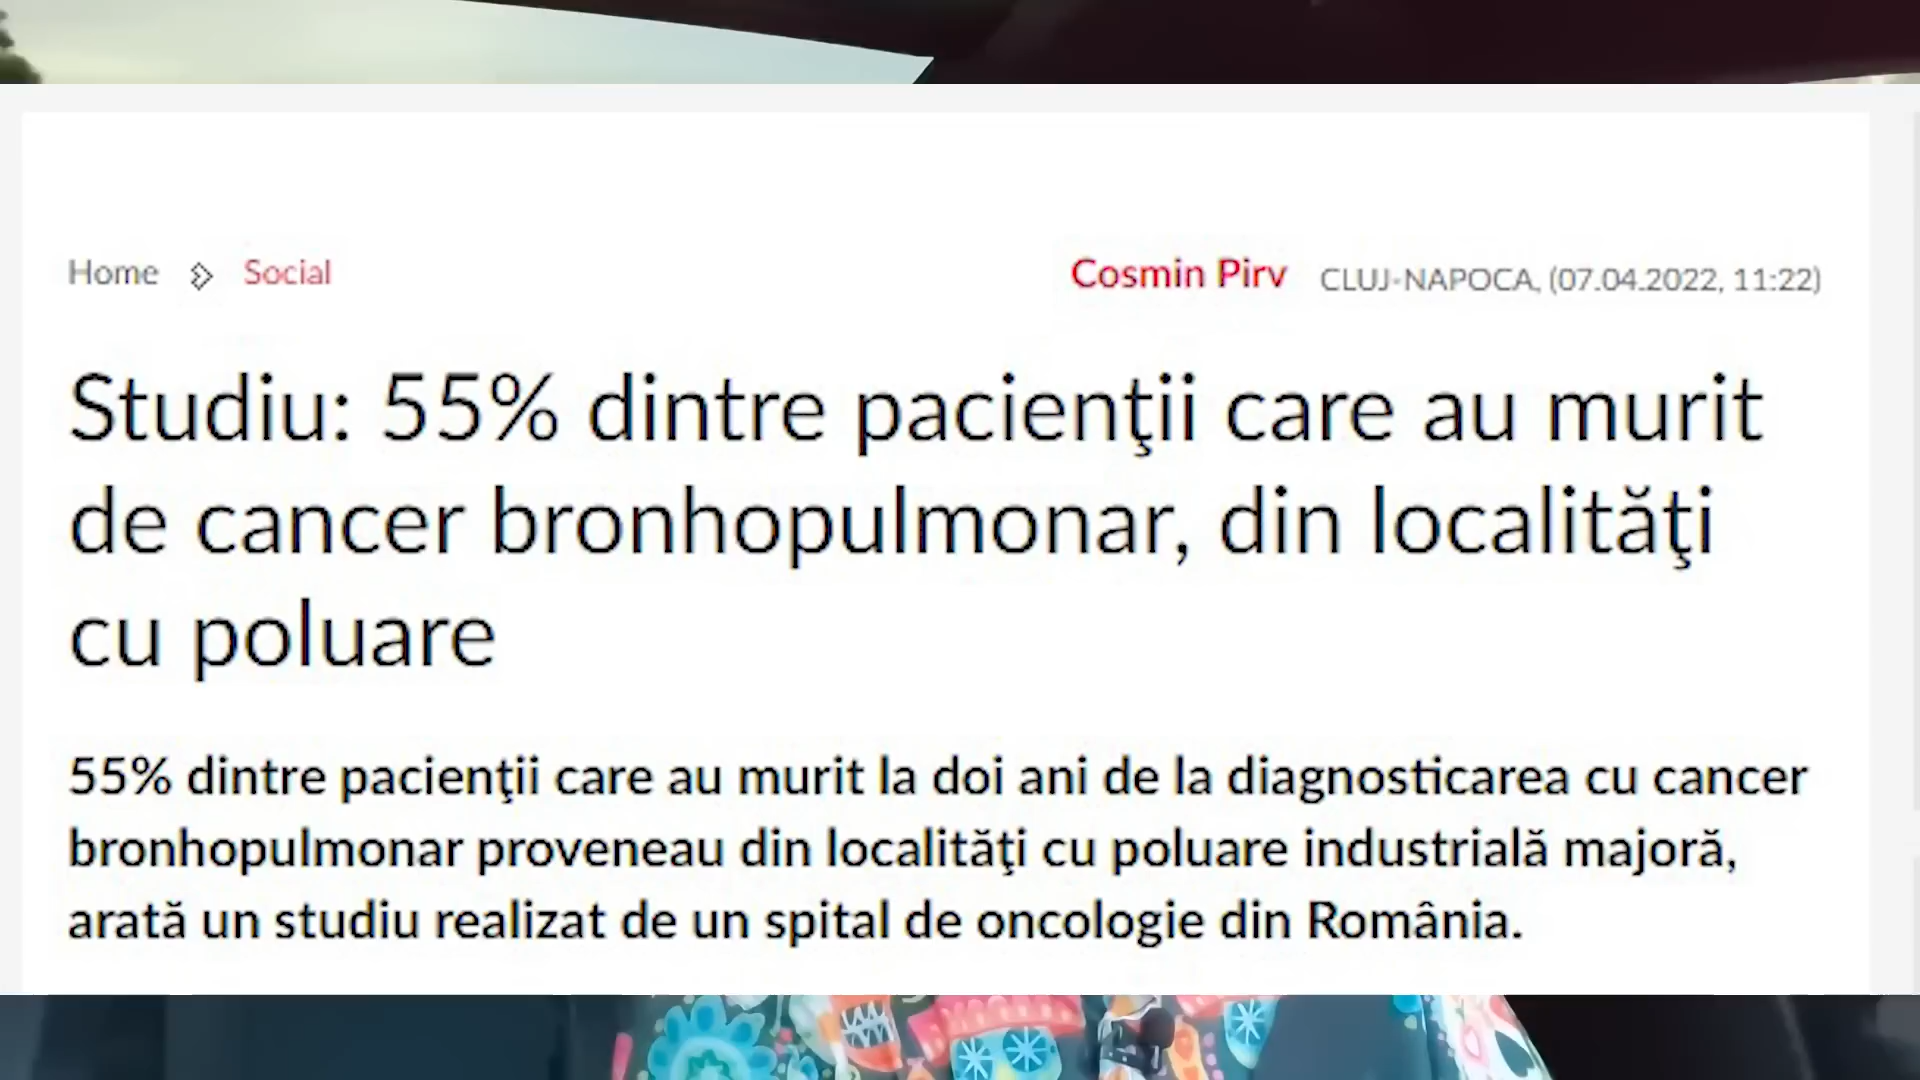 Home Social
Cosmin Pirv CLUJ-NAPOCA, (07.04.2022, 11:22)
Studiu: 55% dintre pacienţii care au murit
de cancer bronhopulmonar, din localităţi
cu poluare
55% dintre pacienţii care au murit la doi ani de la diagnosticarea cu cancer
bronhopulmonar proveneau din localităţi cu poluare industrială majoră,
arată un studiu realizat de un spital de oncologie din România.